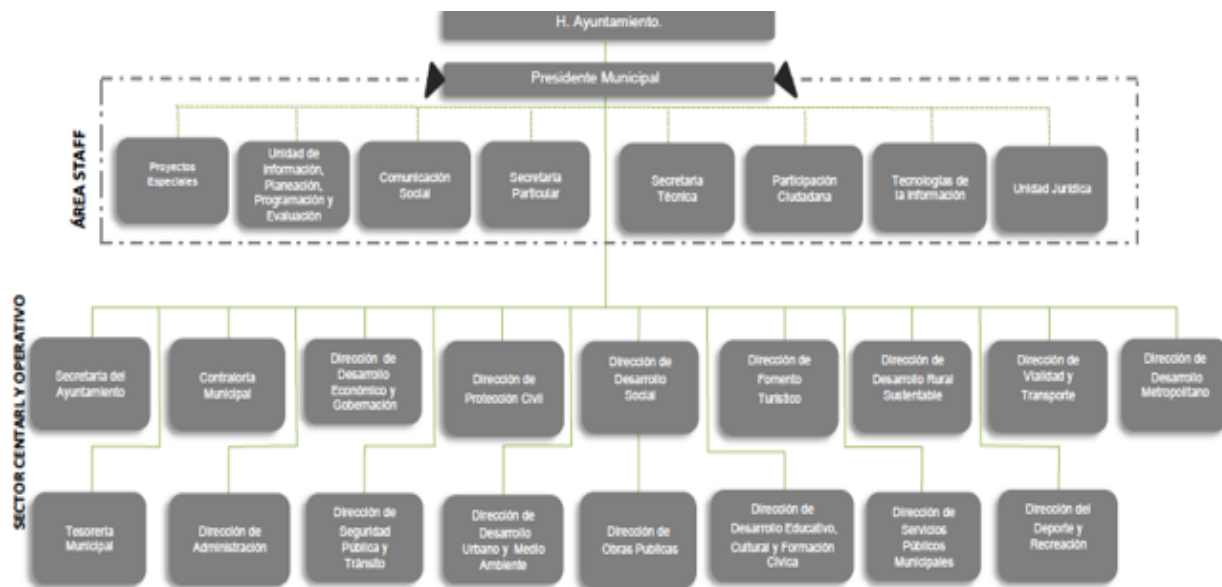 H. Ayuntamiento.
Presidente Municipal
ÁREA STAFF
Proyectos
Especiales
Unidad de
Información,
Planeación,
Programación y
Evaluación
Comunicación
Social
Secretaría
Particular
Secretaría
Técnica
Participación
Ciudadana
Tecnologías de
la Información
Unidad Jurídica
SECTOR CENTARL Y OPERATIVO
Secretaría del
Ayuntamiento
Contraloría
Municipal
Dirección de
Desarrollo
Económico y
Gobernación
Dirección de
Protección Civil
Dirección de
Desarrollo
Social
Dirección de
Fomento
Turístico
Dirección de
Desarrollo Rural
Sustentable
Dirección de
Vialidad y
Transporte
Dirección de
Desarrollo
Metropolitano
Tesorería
Municipal
Dirección de
Administración
Dirección de
Seguridad
Pública y
Tránsito
Dirección de
Desarrollo
Urbano y Medio
Ambiente
Dirección de
Obras Publicas
Dirección de
Desarrollo Educativo,
Cultural y Formación
Cívica
Dirección de
Servicios
Públicos
Municipales
Dirección del
Deporte y
Recreación